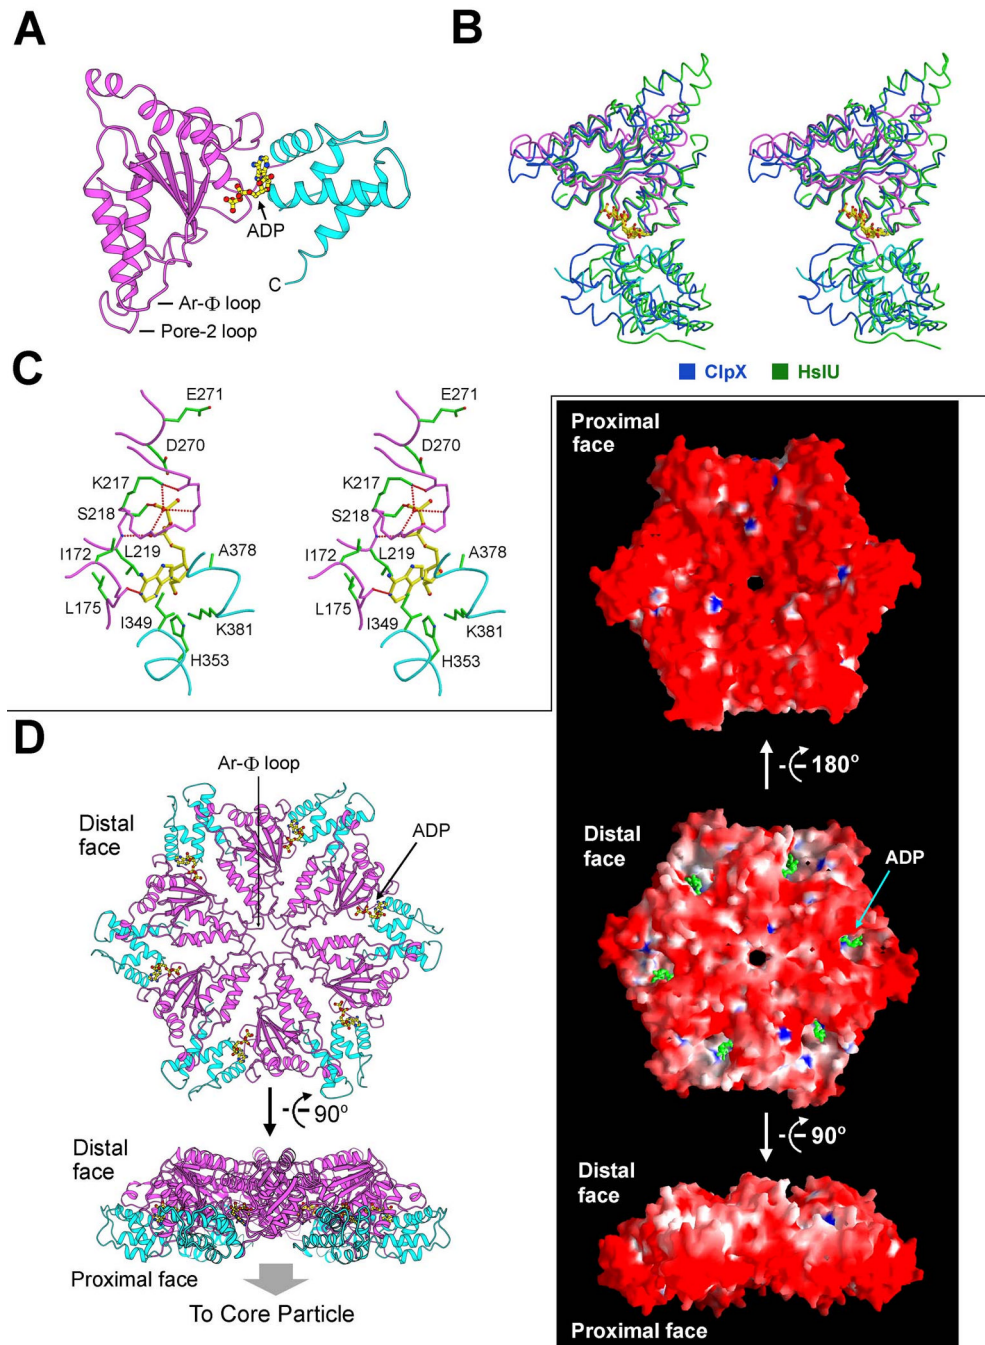 A
ADP
C
Ar-Φ loop
Pore-2 loop
B
ClpX HslU
C
E271
D270
K217
S218
I172
L219
A378
L175
I349
K381
H353
E271
D270
K217
S218
I172
L219
A378
L175
I349
K381
H353
D
Ar-Φ loop
Distal
face
ADP
90°
Distal
face
Proximal face
To Core Particle
Proximal
face
180°
Distal
face
ADP
90°
Distal
face
Proximal face